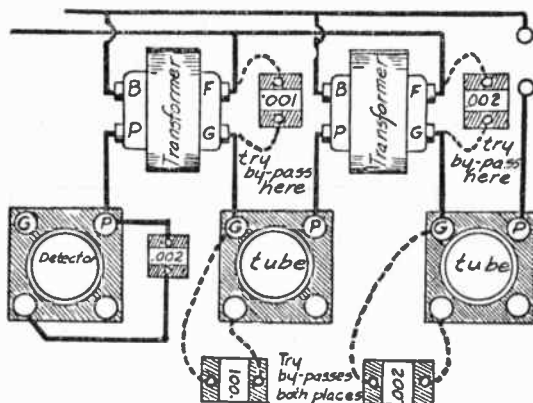 B
Transformer
F
P
G
.001
try
by-pass
here
B
Transformer
F
P
G
.002
try
by-pass
here
G
P
Detector
.002
G
P
tube
G
P
tube
.001
Try
by-passes
both places
.002